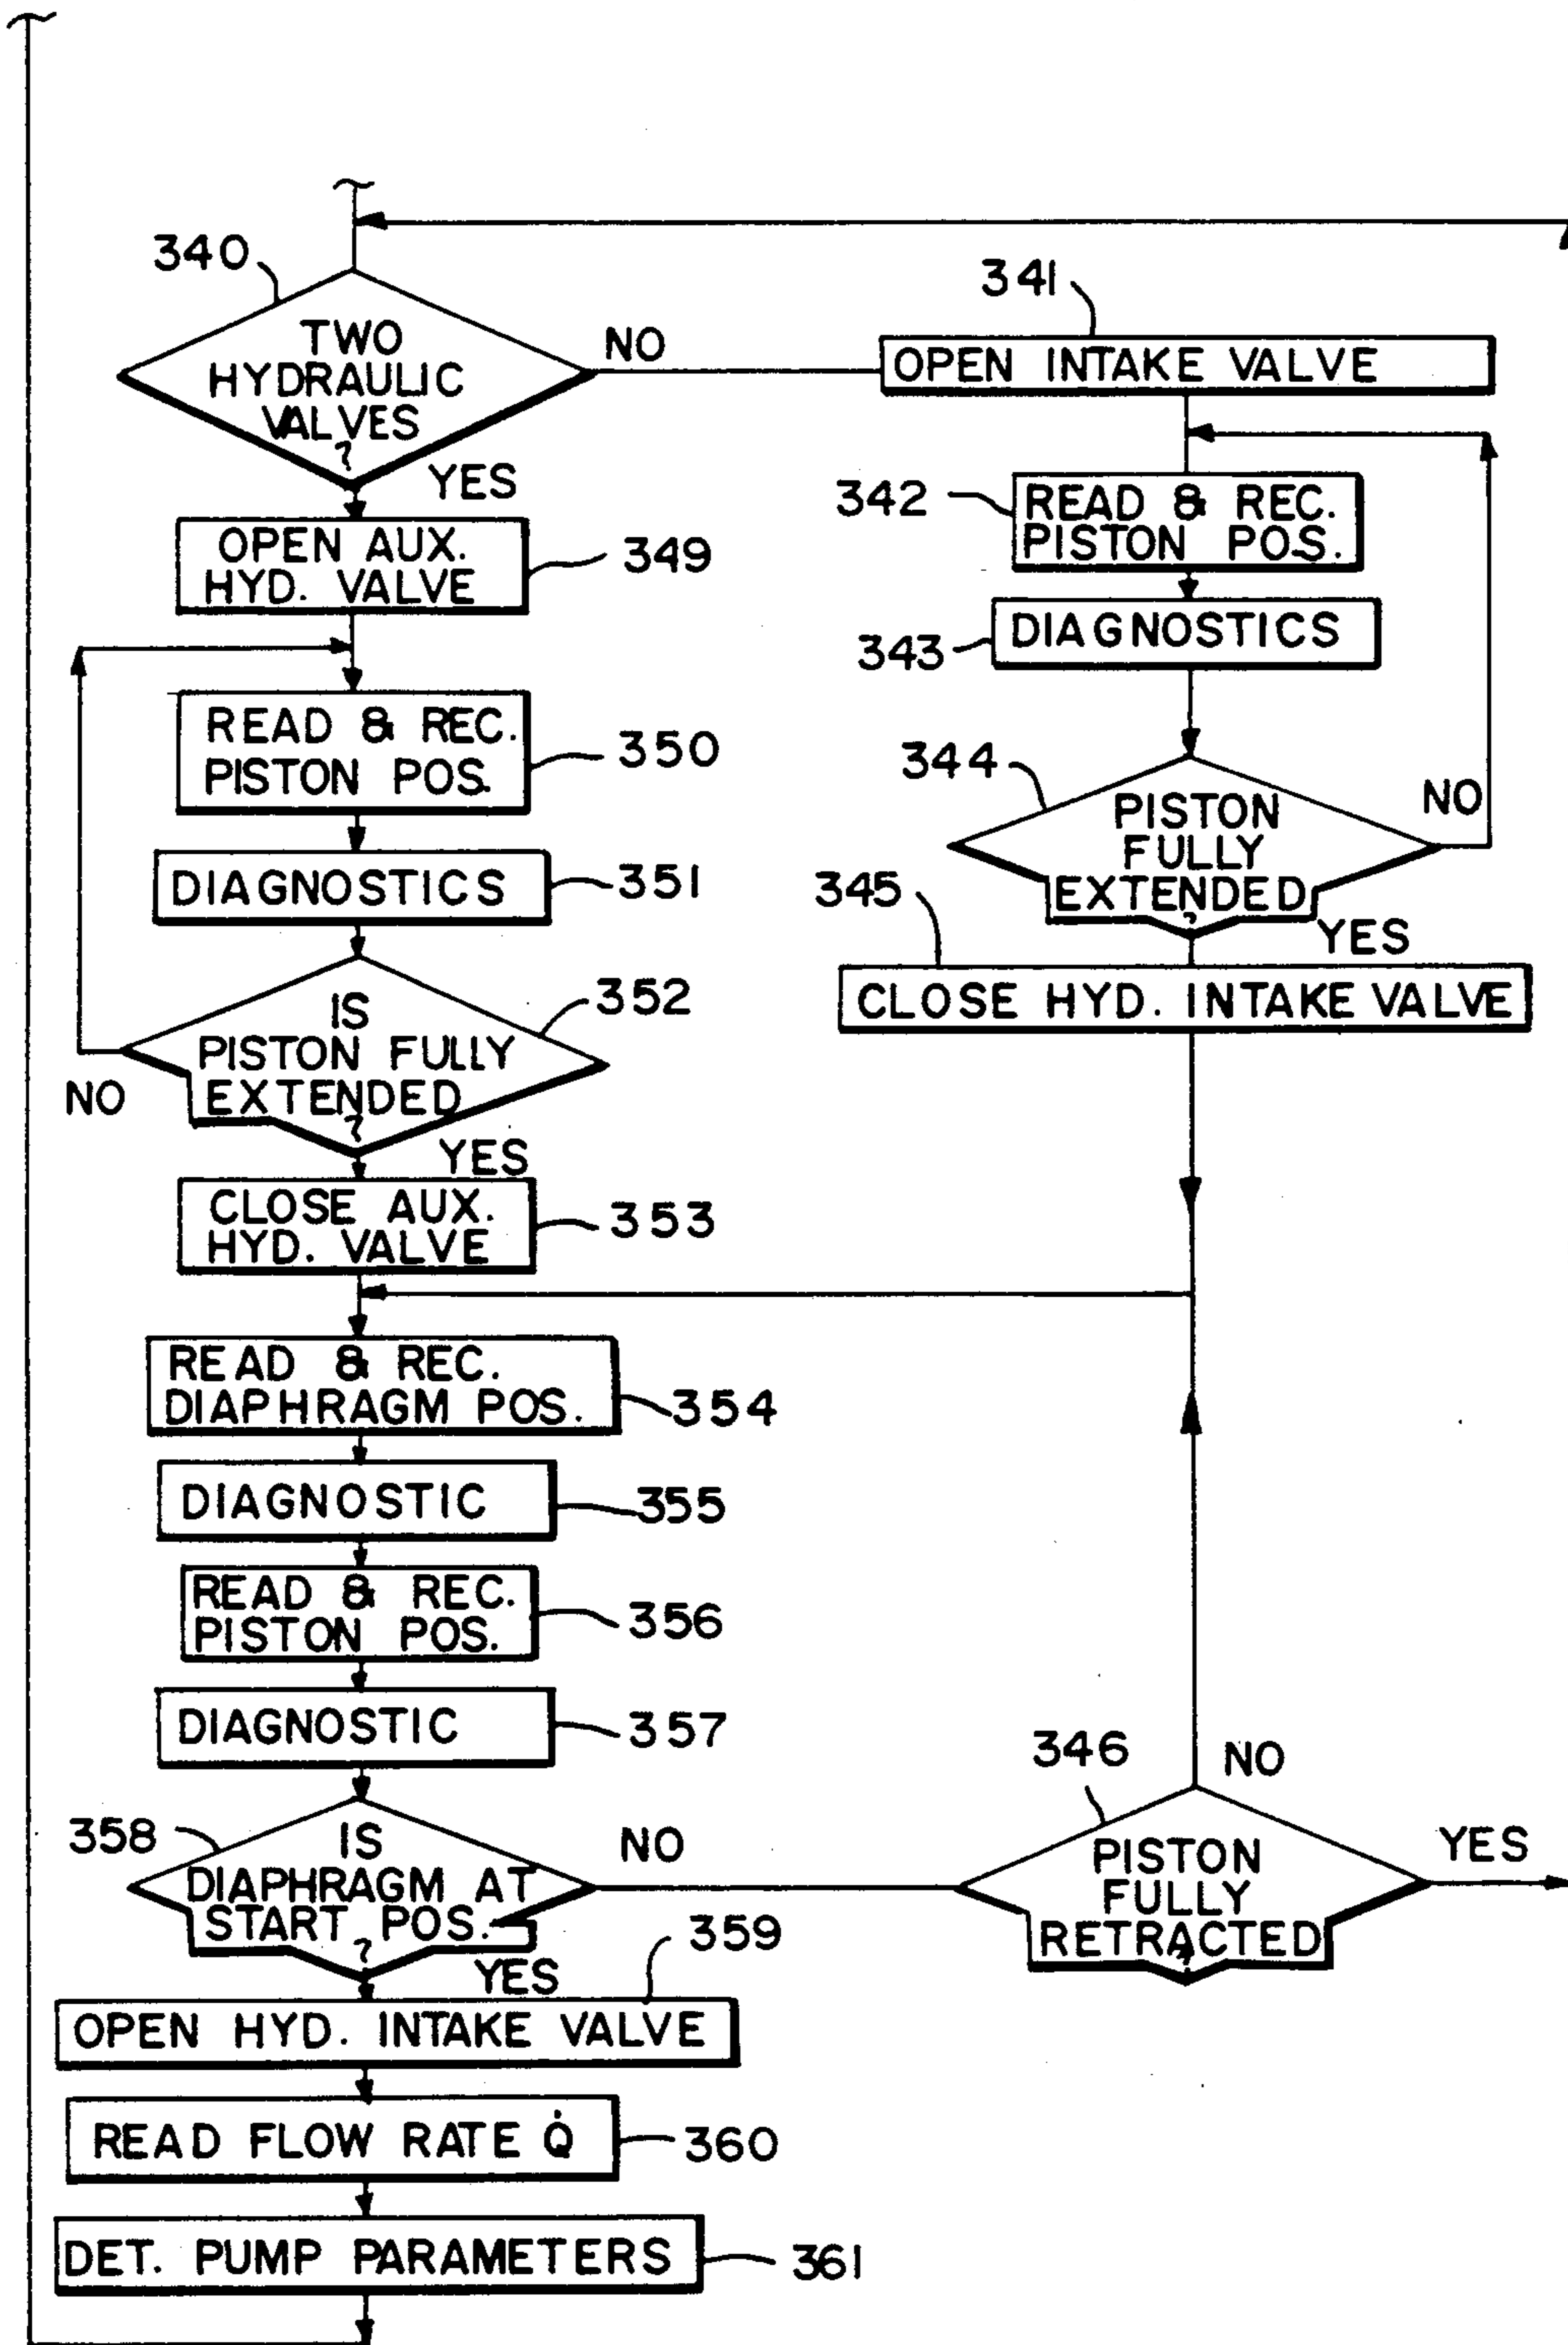 340
TWO
HYDRAULIC
VALVES
?
NO
YES
341
OPEN INTAKE VALVE
342
READ & REC.
PISTON POS.
343
DIAGNOSTICS
344
PISTON
FULLY
EXTENDED
?
NO
YES
345
CLOSE HYD. INTAKE VALVE
OPEN AUX.
HYD. VALVE
349
READ & REC.
PISTON POS.
350
DIAGNOSTICS
351
IS
PISTON FULLY
EXTENDED
?
352
NO
YES
CLOSE AUX.
HYD. VALVE
353
READ & REC.
DIAPHRAGM POS.
354
DIAGNOSTIC
355
READ & REC.
PISTON POS.
356
DIAGNOSTIC
357
358
IS
DIAPHRAGM AT
START POS.
?
NO
YES
346
NO
PISTON
FULLY
RETRACTED
?
YES
359
OPEN HYD. INTAKE VALVE
READ FLOW RATE Q̇
360
DET. PUMP PARAMETERS
361